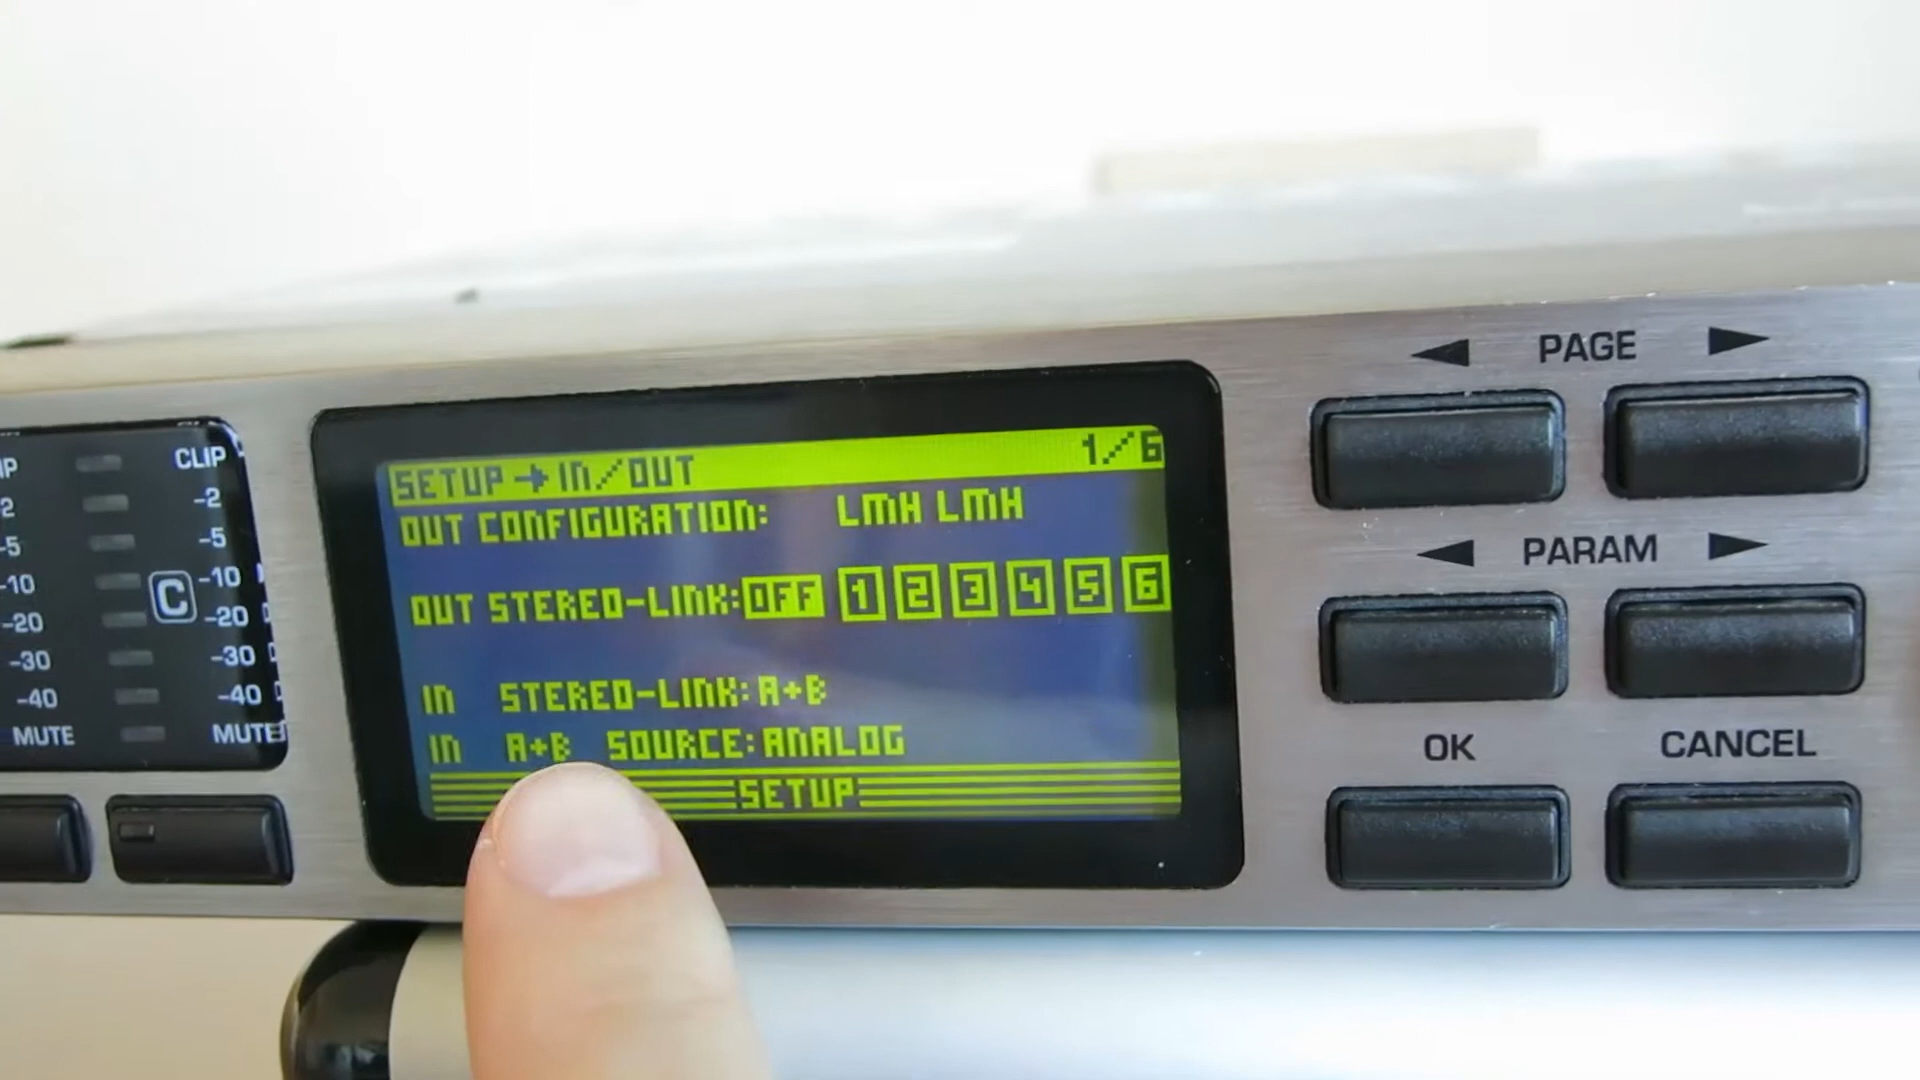 SETUP→IN/OUT 1/6
OUT CONFIGURATION: LMH LMH
OUT STEREO-LINK: OFF 1 2 3 4 5 6
IN STEREO-LINK: A+B
IN A+B SOURCE: ANALOG
SETUP
CLIP
-2
-5
-10
-20
-30
-40
MUTE
C
CLIP
-2
-5
-10
-20
-30
-40
MUTE
◀ PAGE ▶
◀ PARAM ▶
OK CANCEL